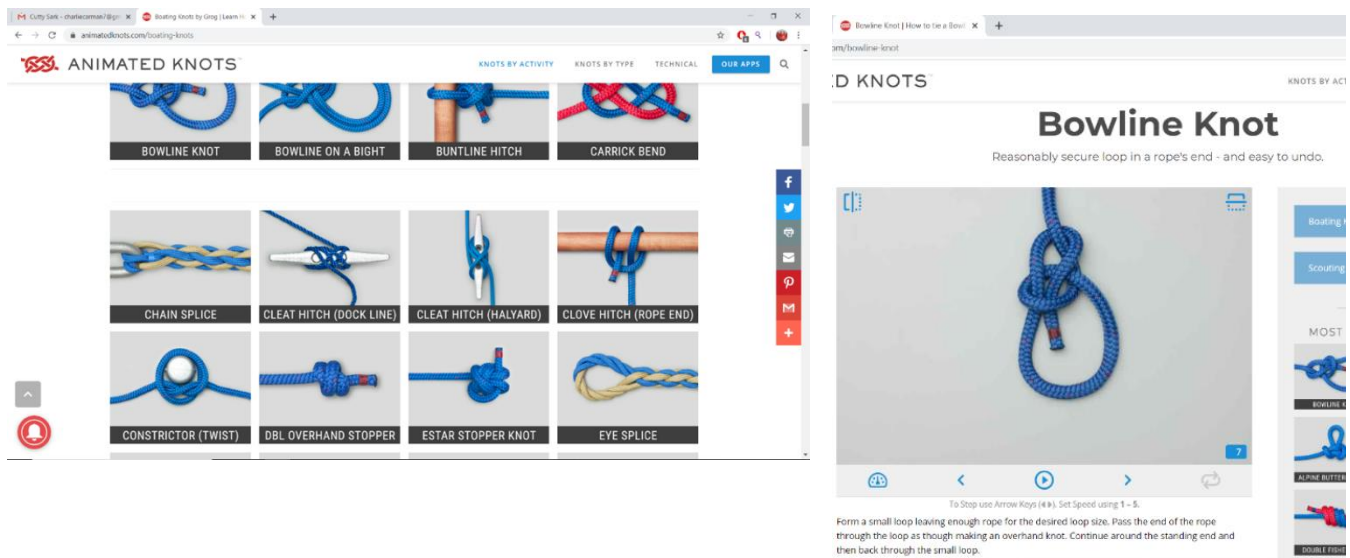 Cutty Sark - charliecarman7@gm
Boating Knots by Grog | Learn H
animatedknots.com/boating-knots
ANIMATED KNOTS
KNOTS BY ACTIVITY
KNOTS BY TYPE
TECHNICAL
OUR APPS
BOWLINE KNOT
BOWLINE ON A BIGHT
BUNTLINE HITCH
CARRICK BEND
CHAIN SPLICE
CLEAT HITCH (DOCK LINE)
CLEAT HITCH (HALYARD)
CLOVE HITCH (ROPE END)
CONSTRICTOR (TWIST)
DBL OVERHAND STOPPER
ESTAR STOPPER KNOT
EYE SPLICE
Bowline Knot | How to tie a Bowl
om/bowline-knot
ED KNOTS
KNOTS BY ACT
Bowline Knot
Reasonably secure loop in a rope's end - and easy to undo.
7
To Step use Arrow Keys (◄►). Set Speed using 1 – 5.
Form a small loop leaving enough rope for the desired loop size. Pass the end of the rope
through the loop as though making an overhand knot. Continue around the standing end and
then back through the small loop.
Boating
Scouting
MOST
BOWLINE K
ALPINE BUTTER
DOUBLE FISHE